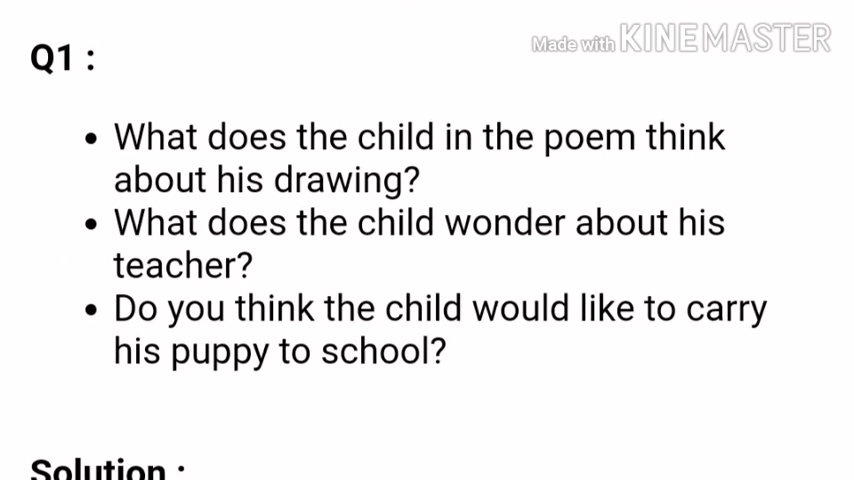 Made with KINEMASTER
Q1 :
• What does the child in the poem think
about his drawing?
• What does the child wonder about his
teacher?
• Do you think the child would like to carry
his puppy to school?
Solution :